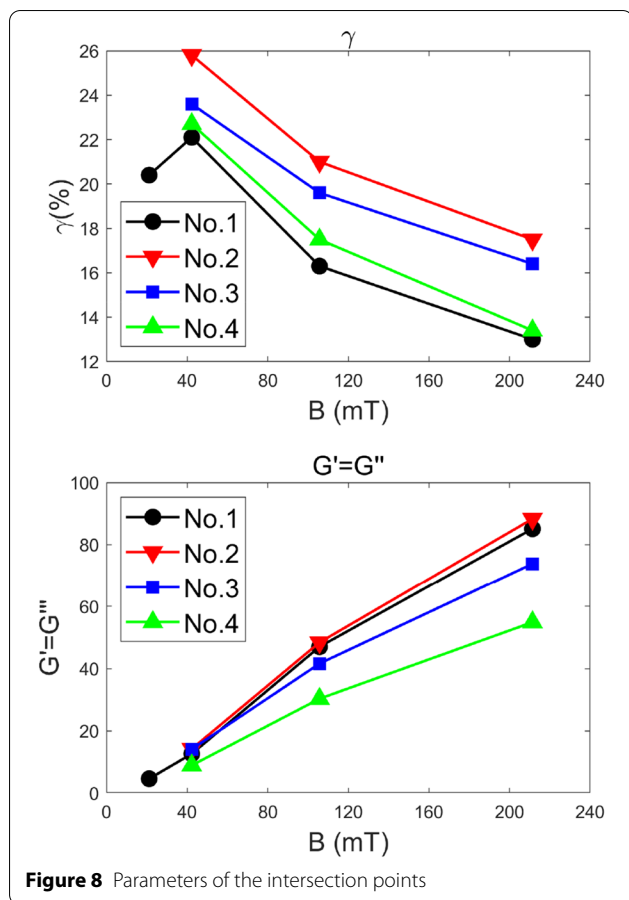 γ
26
24
22
20
18
16
14
12
γ(%)
No.1
No.2
No.3
No.4
0 40 80 120 160 200 240
B (mT)
G'=G"
100
80
60
40
20
0
G'=G'"
No.1
No.2
No.3
No.4
0 40 80 120 160 200 240
B (mT)
Figure 8 Parameters of the intersection points